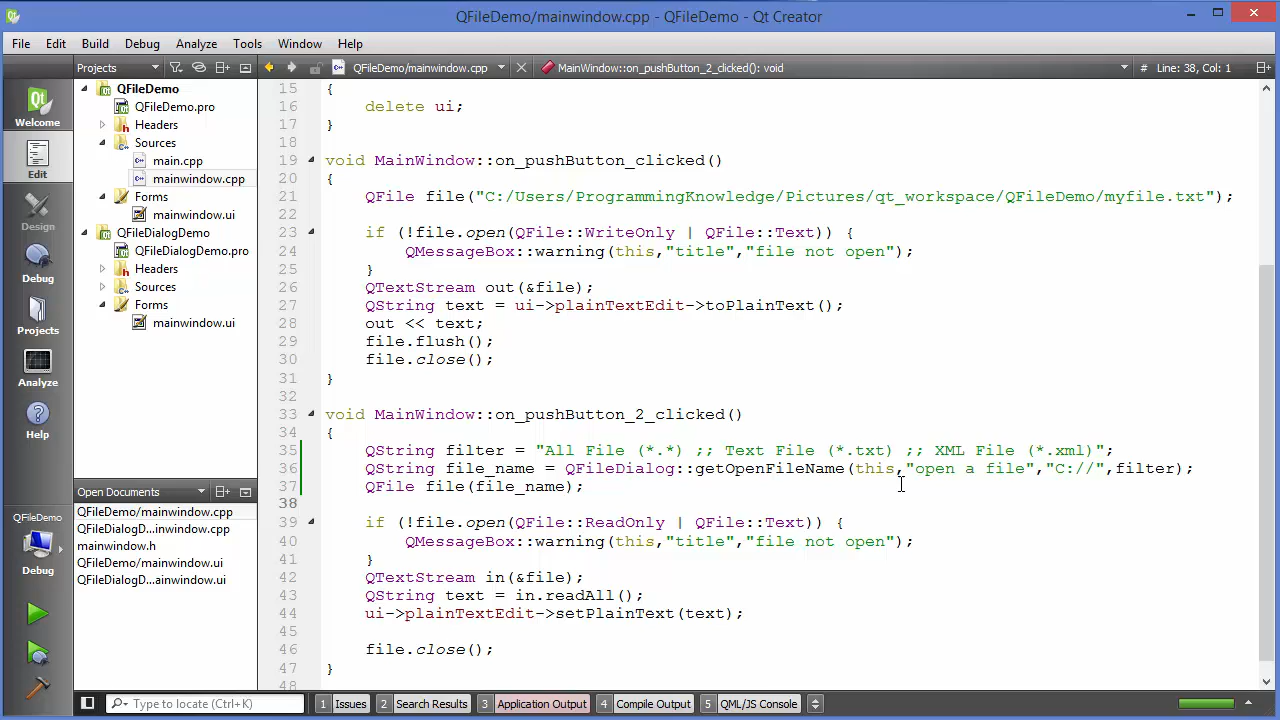 QFileDemo/mainwindow.cpp - QFileDemo - Qt Creator
File Edit Build Debug Analyze Tools Window Help
Projects QFileDemo/mainwindow.cpp MainWindow::on_pushButton_2_clicked(): void # Line: 38, Col: 1
Qt
Welcome
Edit
Design
Debug
Projects
Analyze
Help
QFileDemo
Debug
QFileDemo
QFileDemo.pro
Headers
Sources
main.cpp
mainwindow.cpp
Forms
mainwindow.ui
QFileDialogDemo
QFileDialogDemo.pro
Headers
Sources
Forms
mainwindow.ui
Open Documents
QFileDemo/mainwindow.cpp
QFileDialogD...inwindow.cpp
mainwindow.h
QFileDemo/mainwindow.ui
QFileDialogD...ainwindow.ui
15 {
16 delete ui;
17 }
18
19 void MainWindow::on_pushButton_clicked()
20 {
21 QFile file("C:/Users/ProgrammingKnowledge/Pictures/qt_workspace/QFileDemo/myfile.txt");
22
23 if (!file.open(QFile::WriteOnly | QFile::Text)) {
24 QMessageBox::warning(this,"title","file not open");
25 }
26 QTextStream out(&file);
27 QString text = ui->plainTextEdit->toPlainText();
28 out << text;
29 file.flush();
30 file.close();
31 }
32
33 void MainWindow::on_pushButton_2_clicked()
34 {
35 QString filter = "All File (*.*) ;; Text File (*.txt) ;; XML File (*.xml)";
36 QString file_name = QFileDialog::getOpenFileName(this,"open a file","C://",filter);
37 QFile file(file_name);
38
39 if (!file.open(QFile::ReadOnly | QFile::Text)) {
40 QMessageBox::warning(this,"title","file not open");
41 }
42 QTextStream in(&file);
43 QString text = in.readAll();
44 ui->plainTextEdit->setPlainText(text);
45
46 file.close();
47 }
48
Type to locate (Ctrl+K) 1 Issues 2 Search Results 3 Application Output 4 Compile Output 5 QML/JS Console